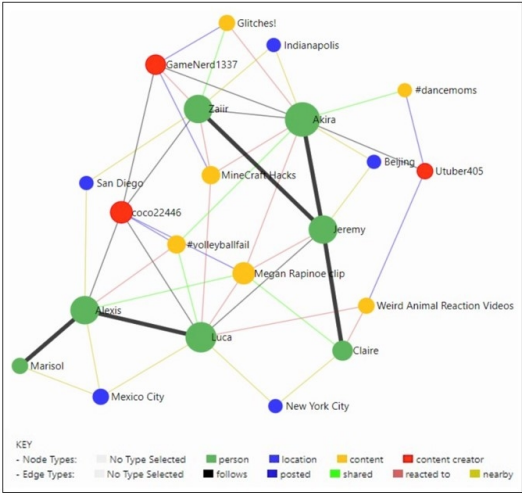 Glitches!
Indianapolis
GameNerd1337
#dancemoms
Zaiir
Akira
Beijing
Utuber405
MineCraft Hacks
San Diego
coco22446
Jeremy
#volleyballfail
Megan Rapinoe clip
Weird Animal Reaction Videos
Alexis
Luca
Claire
Marisol
Mexico City
New York City
KEY
- Node Types: No Type Selected person location content content creator
- Edge Types: No Type Selected follows posted shared reacted to nearby